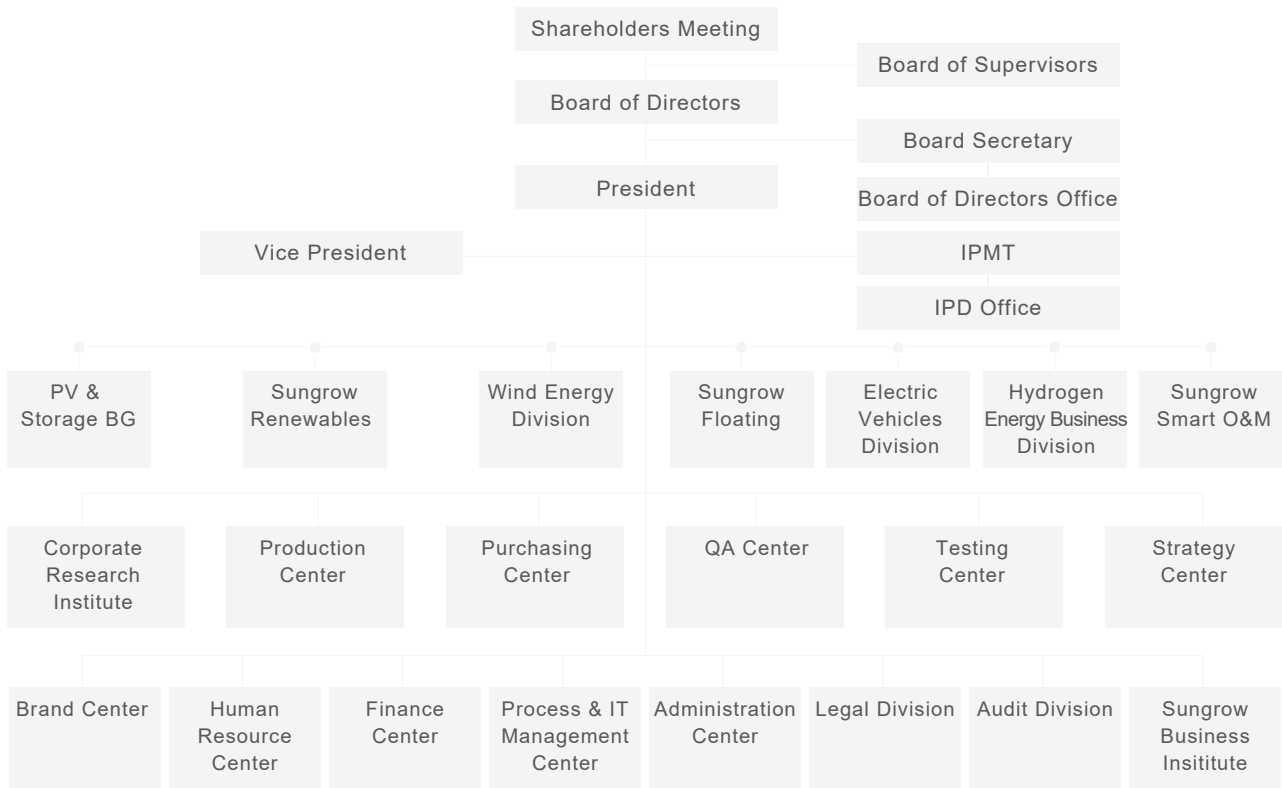 Shareholders Meeting
Board of Supervisors
Board of Directors
Board Secretary
President
Board of Directors Office
Vice President
IPMT
IPD Office
PV &
Storage BG
Sungrow
Renewables
Wind Energy
Division
Sungrow
Floating
Electric
Vehicles
Division
Hydrogen
Energy Business
Division
Sungrow
Smart O&M
Corporate
Research
Institute
Production
Center
Purchasing
Center
QA Center
Testing
Center
Strategy
Center
Brand Center
Human
Resource
Center
Finance
Center
Process & IT
Management
Center
Administration
Center
Legal Division
Audit Division
Sungrow
Business
Insititute